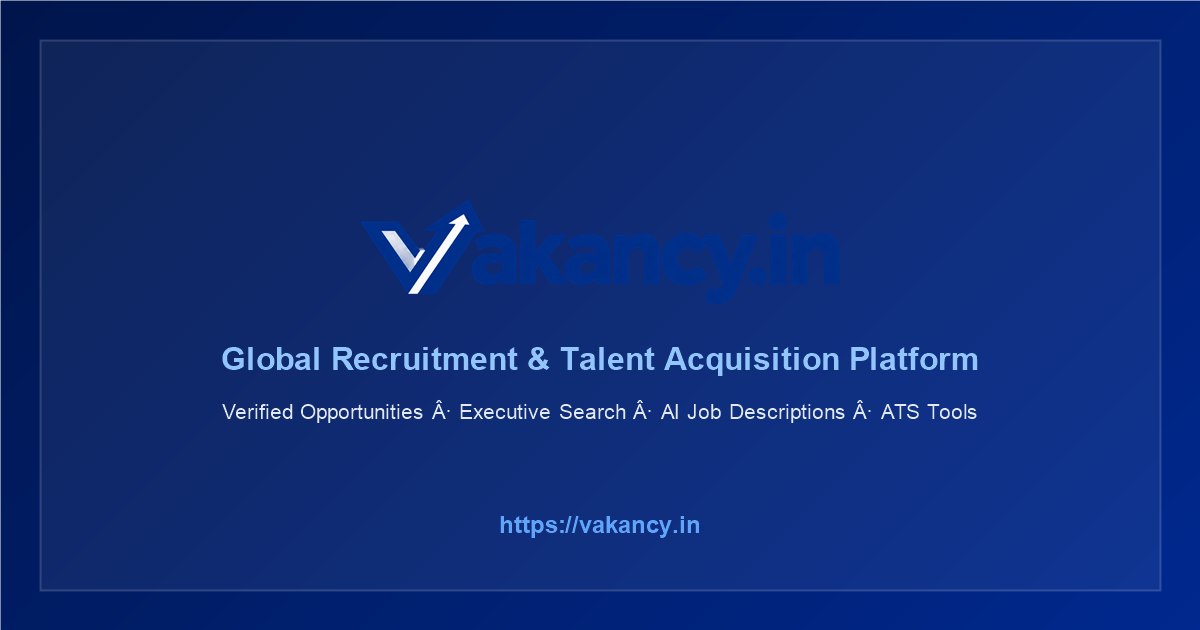 Vakancy.in
Global Recruitment & Talent Acquisition Platform
Verified Opportunities Â· Executive Search Â· AI Job Descriptions Â· ATS Tools
https://vakancy.in